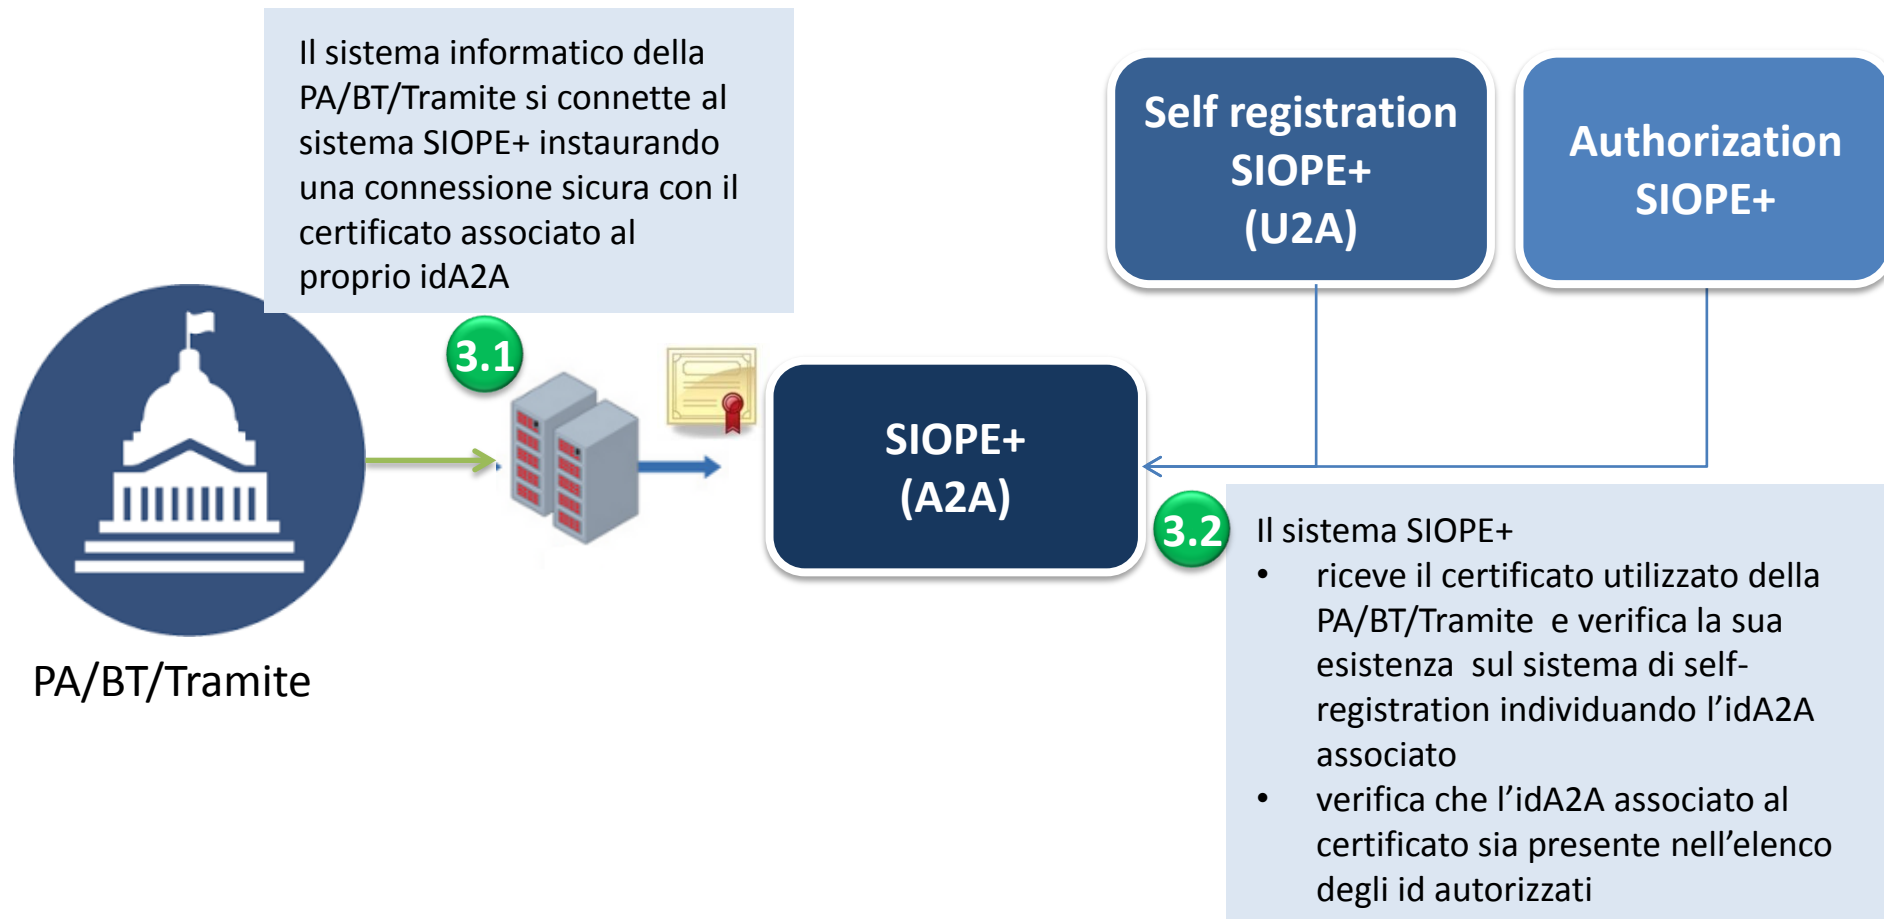 Il sistema informatico della
PA/BT/Tramite si connette al
sistema SIOPE+ instaurando
una connessione sicura con il
certificato associato al
proprio idA2A
Self registration
SIOPE+
(U2A)
Authorization
SIOPE+
3.1
SIOPE+
(A2A)
PA/BT/Tramite
3.2
Il sistema SIOPE+
• riceve il certificato utilizzato della
PA/BT/Tramite e verifica la sua
esistenza sul sistema di self-
registration individuando l’idA2A
associato
• verifica che l’idA2A associato al
certificato sia presente nell’elenco
degli id autorizzati